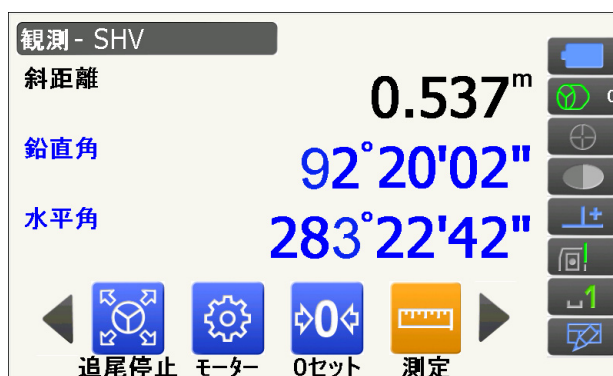 観測 - SHV
斜距離 0.537m
鉛直角 92°20'02"
水平角 283°22'42"
追尾停止 モーター 0セット 測定